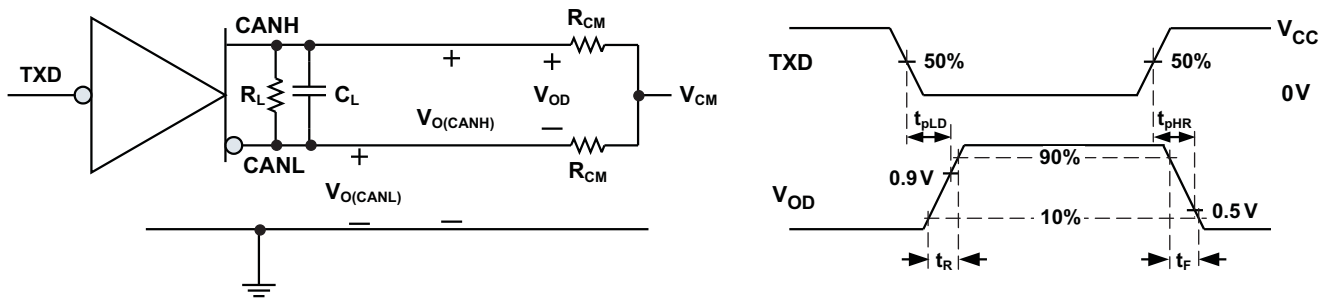 CANH
R_CM
TXD
R_L
C_L
+
+
V_OD
V_CM
V_O(CANH)
−
CANL
+
R_CM
V_O(CANL)
−
−
TXD
50%
50%
V_CC
0V
t_pLD
t_pHR
90%
0.9 V
V_OD
10%
0.5 V
t_R
t_F